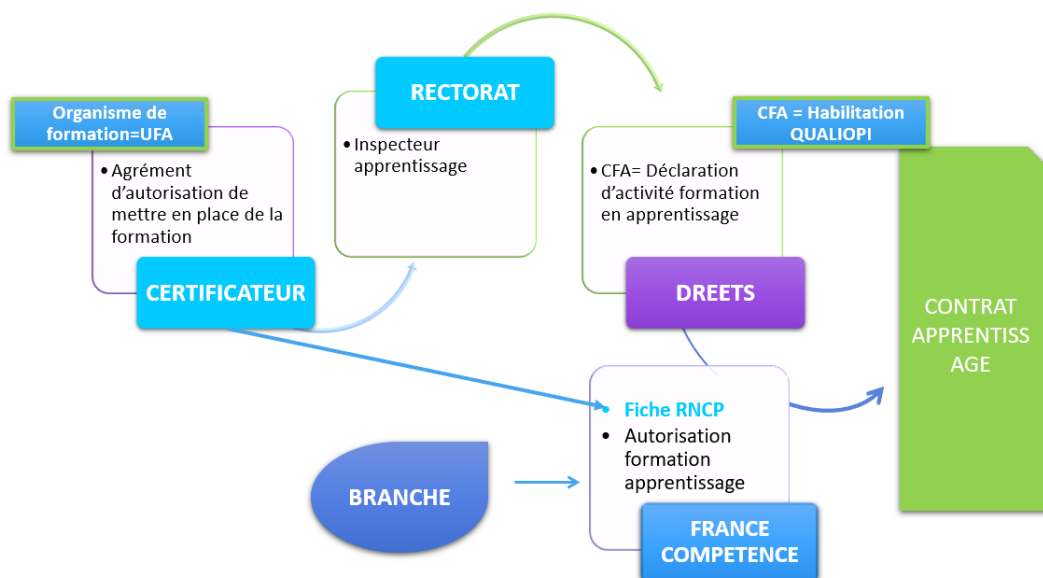 Organisme de
formation=UFA
• Agrément
d'autorisation de
mettre en place de la
formation
CERTIFICATEUR
RECTORAT
• Inspecteur
apprentissage
CFA = Habilitation
QUALIOPI
• CFA= Déclaration
d'activité formation
en apprentissage
DREETS
CONTRAT
APPRENTISS
AGE
• Fiche RNCP
• Autorisation
formation
apprentissage
BRANCHE
FRANCE
COMPETENCE